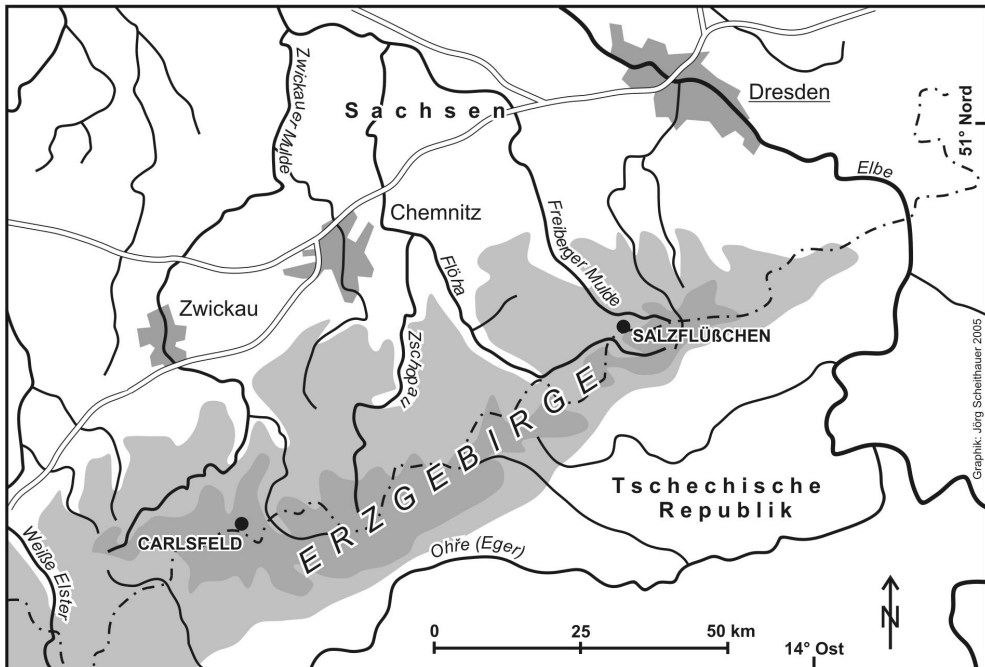 Zwickauer Mulde
Sachsen
Dresden
51° Nord
Elbe
Chemnitz
Freiberger Mulde
Flöha
Zwickau
Zschopau
SALZFLÜßCHEN
ERZGEBIRGE
Tschechische
Republik
CARLSFELD
Weiße Elster
Ohře (Eger)
N
0 25 50 km
14° Ost
Graphik: Jörg Scheithauer 2005